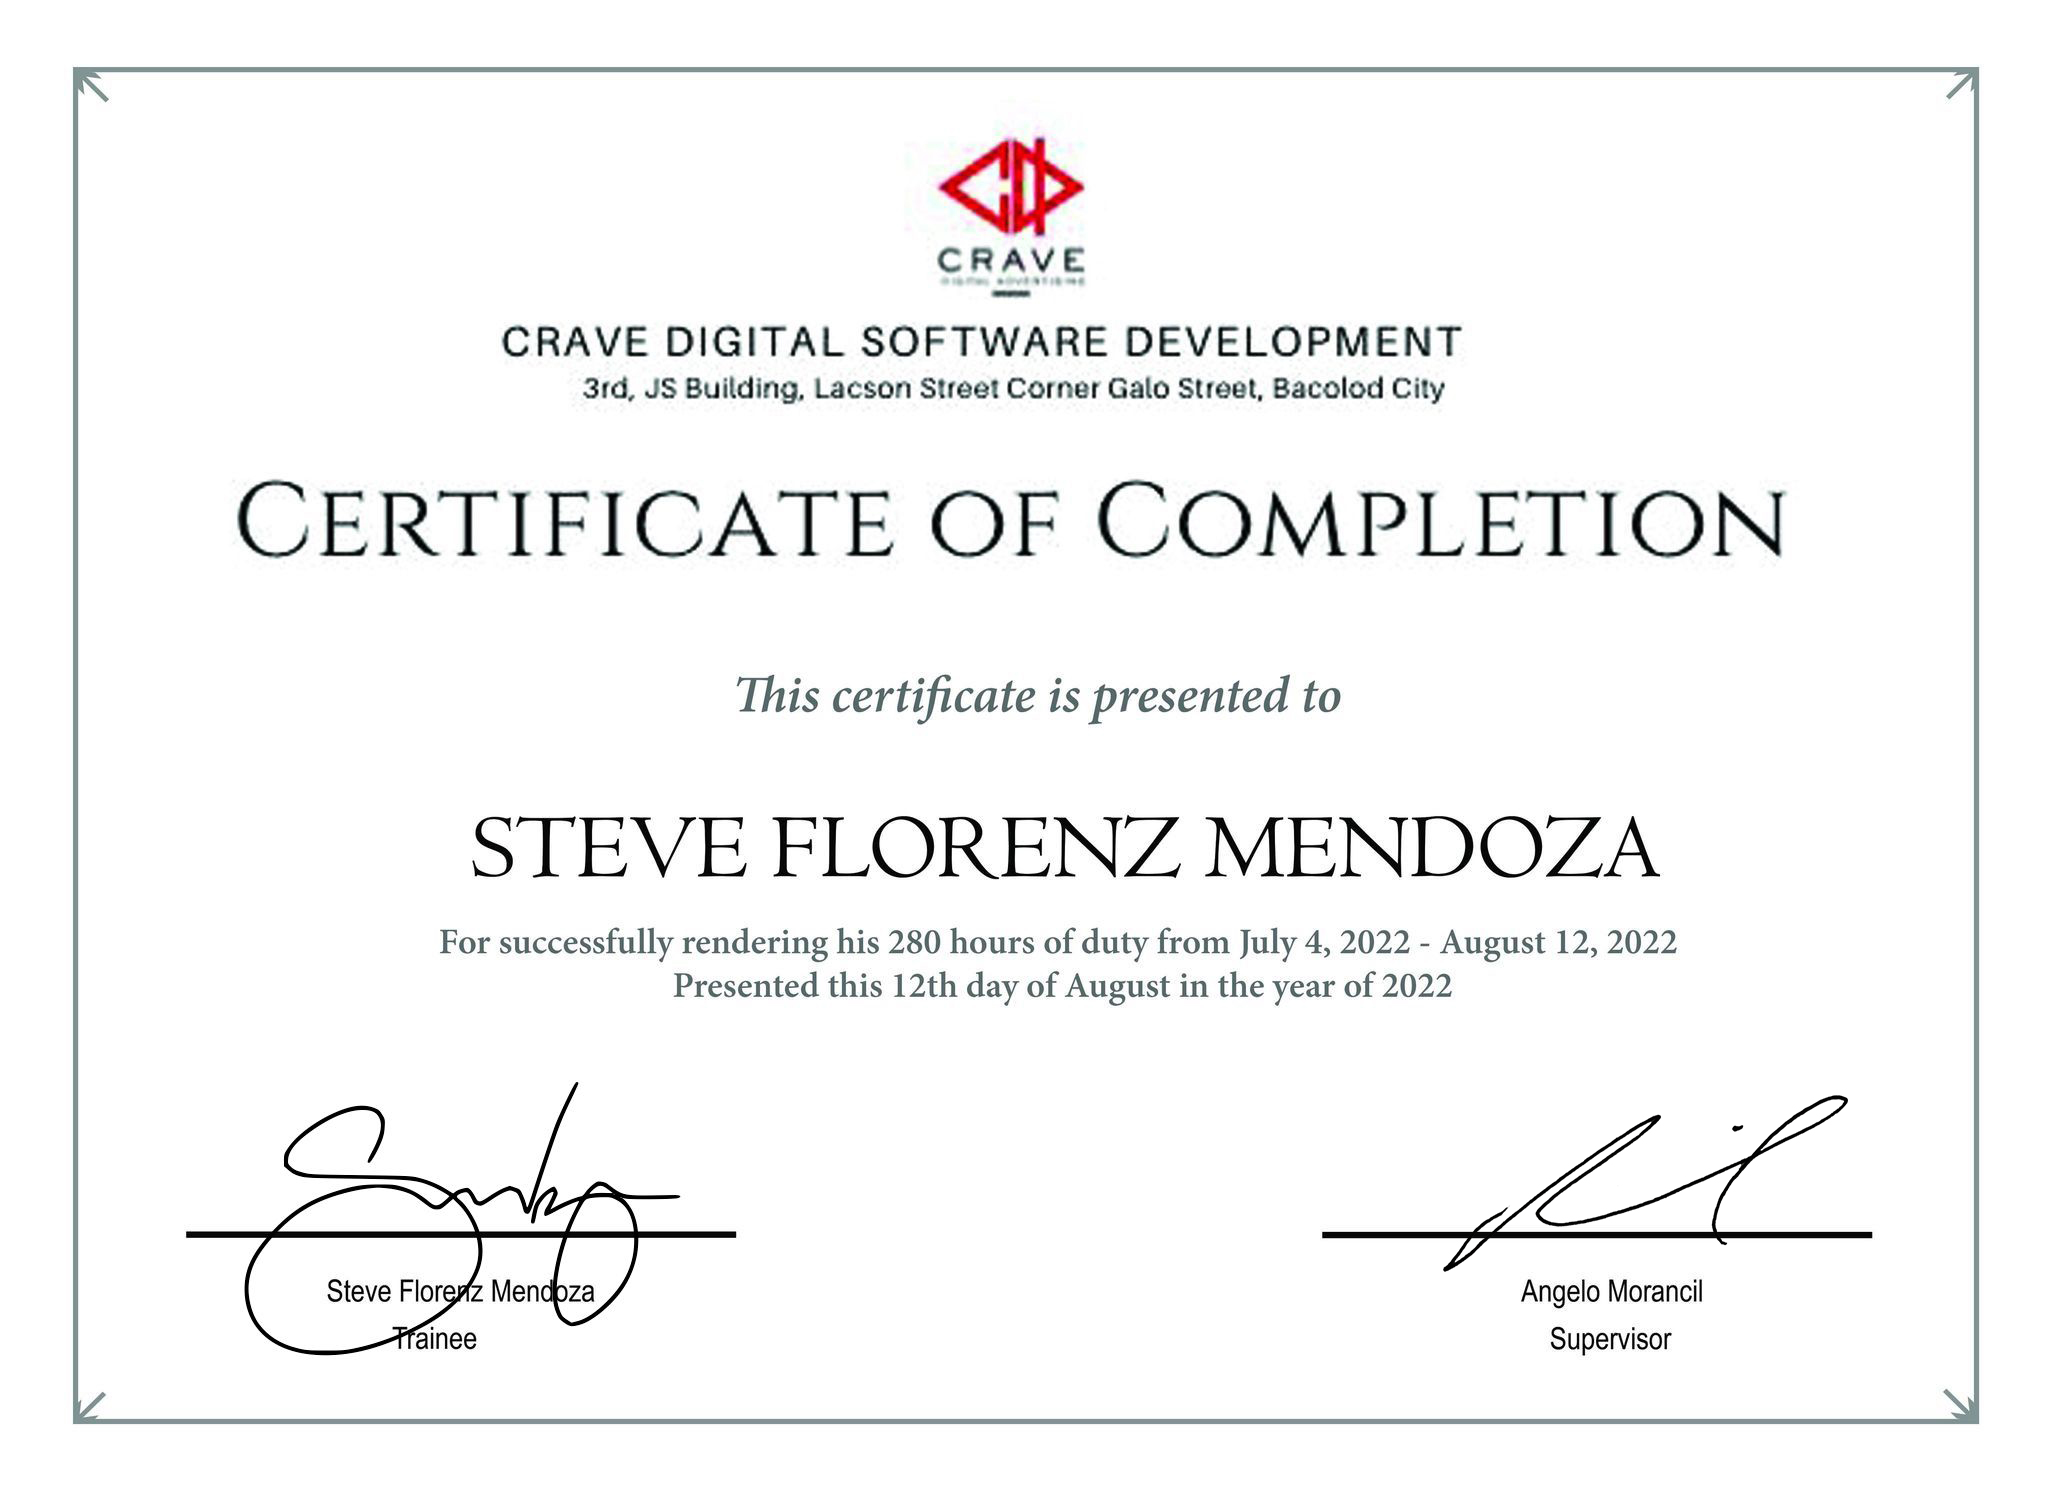 CRAVE
DIGITAL ADVERTISING
CRAVE DIGITAL SOFTWARE DEVELOPMENT
3rd, JS Building, Lacson Street Corner Galo Street, Bacolod City
CERTIFICATE OF COMPLETION
This certificate is presented to
STEVE FLORENZ MENDOZA
For successfully rendering his 280 hours of duty from July 4, 2022 - August 12, 2022
Presented this 12th day of August in the year of 2022
Steve Florenz Mendoza
Trainee
Angelo Morancil
Supervisor